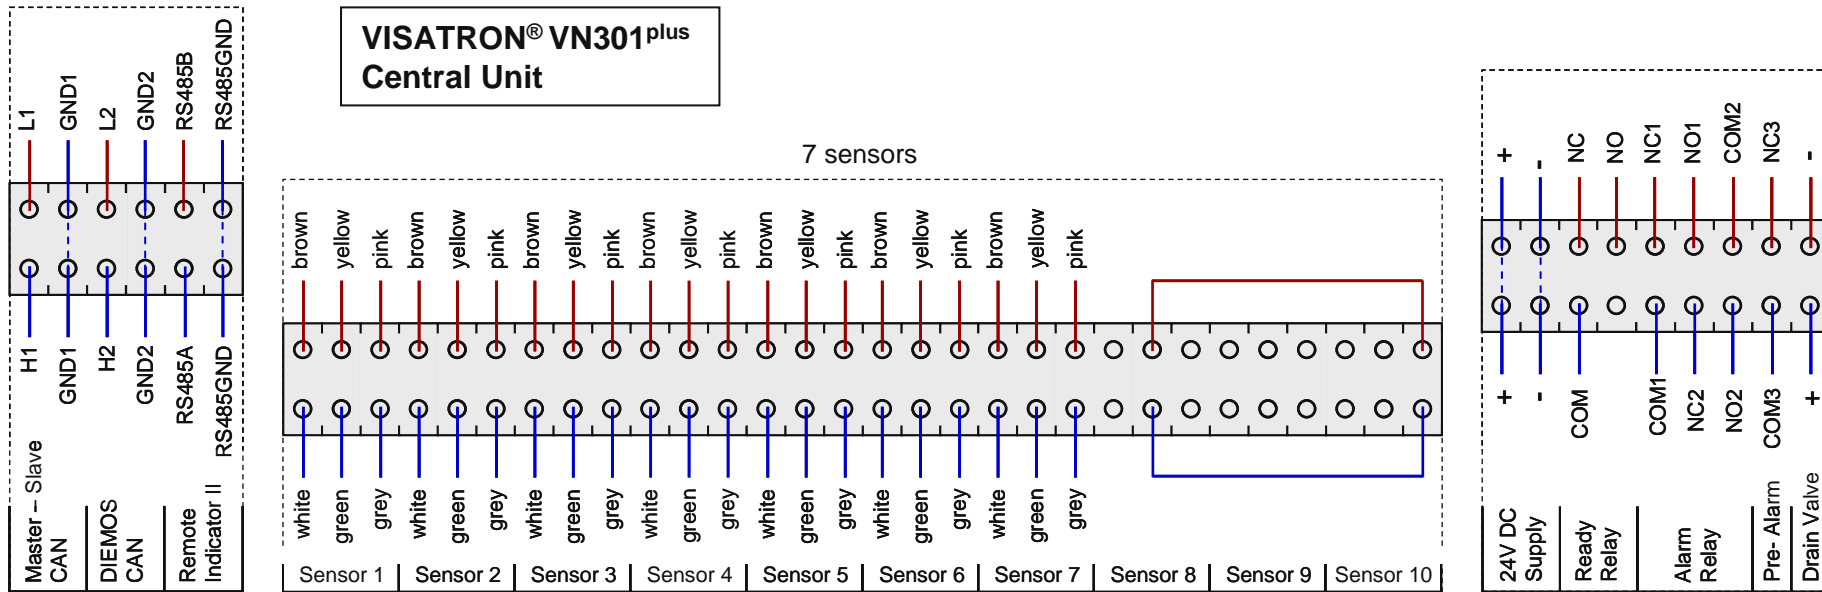 VISATRON® VN301plus
Central Unit
L1 GND1 L2 GND2 RS485B RS485GND
H1 GND1 H2 GND2 RS485A RS485GND
Master – Slave
CAN
DIEMOS
CAN
Remote
Indicator II
7 sensors
brown yellow pink brown yellow pink brown yellow pink brown yellow pink brown yellow pink brown yellow pink brown yellow pink
white green grey white green grey white green grey white green grey white green grey white green grey white green grey
Sensor 1 Sensor 2 Sensor 3 Sensor 4 Sensor 5 Sensor 6 Sensor 7 Sensor 8 Sensor 9 Sensor 10
+ - NC NO NC1 NO1 COM2 NC3 -
+ - COM COM1 NC2 NO2 COM3 +
24V DC
Supply
Ready
Relay
Alarm
Relay
Pre- Alarm
Drain Valve